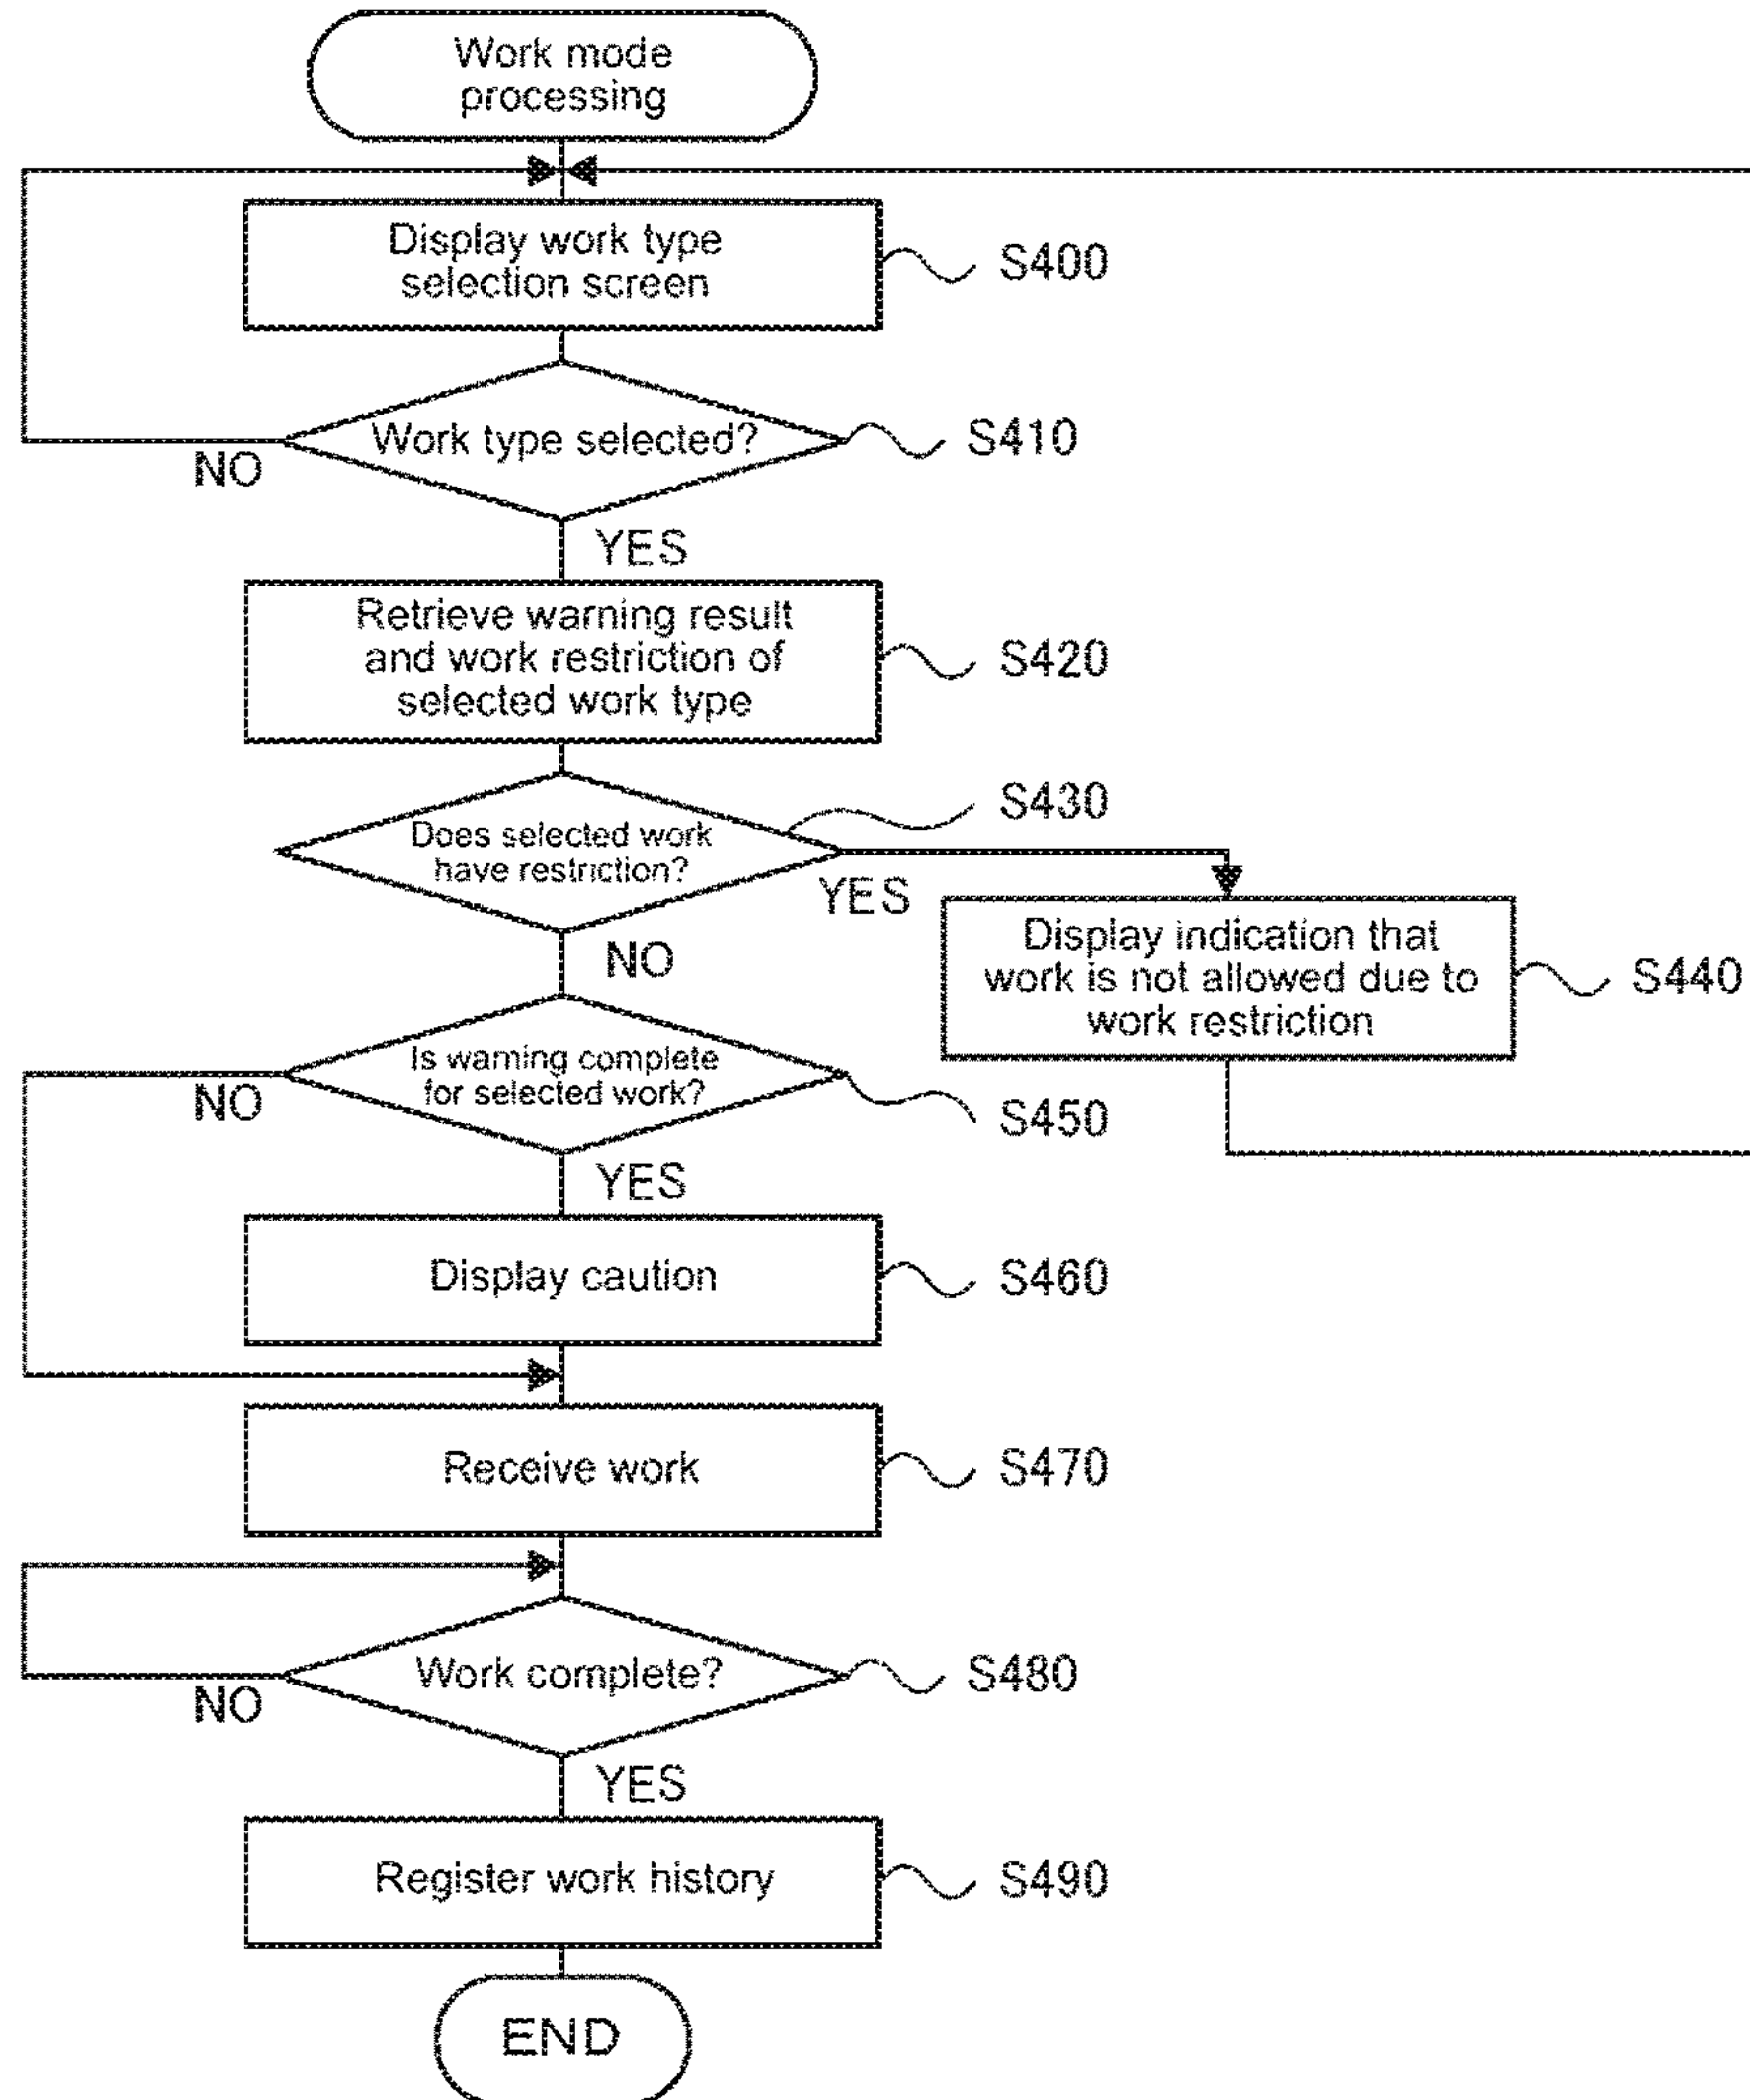 Work mode
processing
Display work type
selection screen
S400
Work type selected?
S410
NO
YES
Retrieve warning result
and work restriction of
selected work type
S420
Does selected work
have restriction?
S430
YES
NO
Display indication that
work is not allowed due to
work restriction
S440
Is warning complete
for selected work?
S450
NO
YES
Display caution
S460
Receive work
S470
Work complete?
S480
NO
YES
Register work history
S490
END